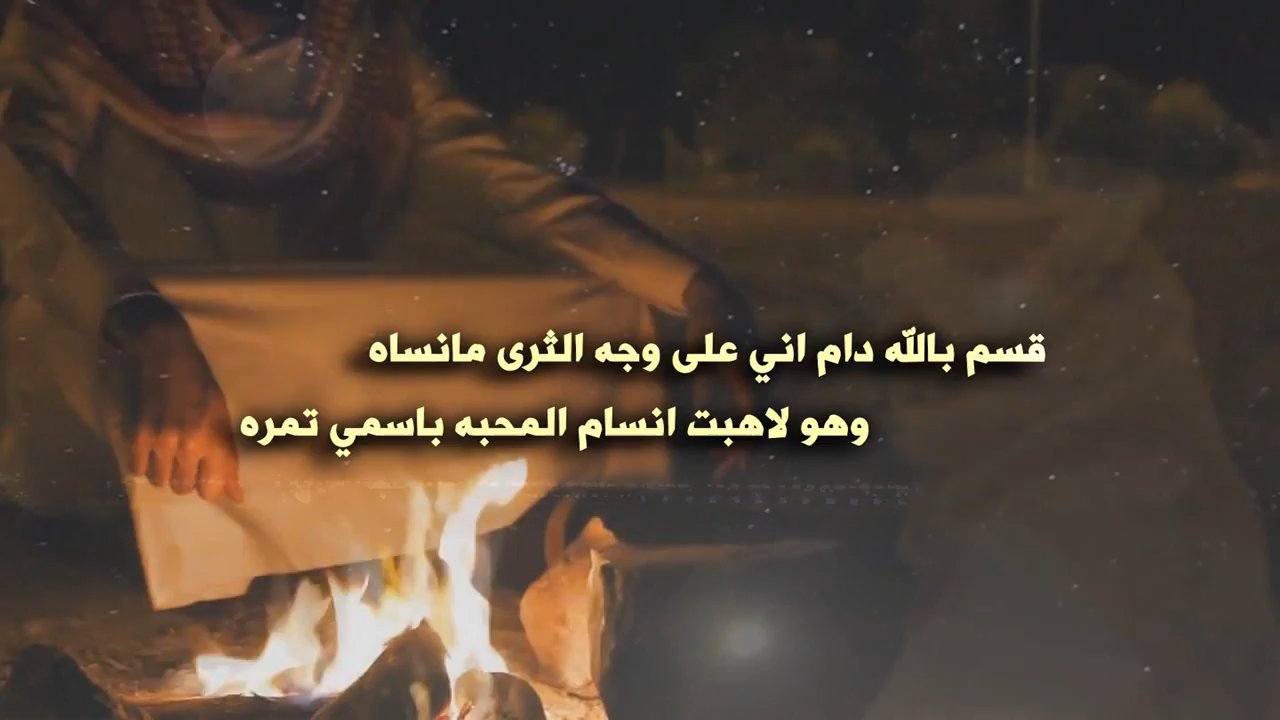 قسم بالله دام اني على وجه الثرى مانساه
وهو لاهبت انسام المحبه باسمي تمره